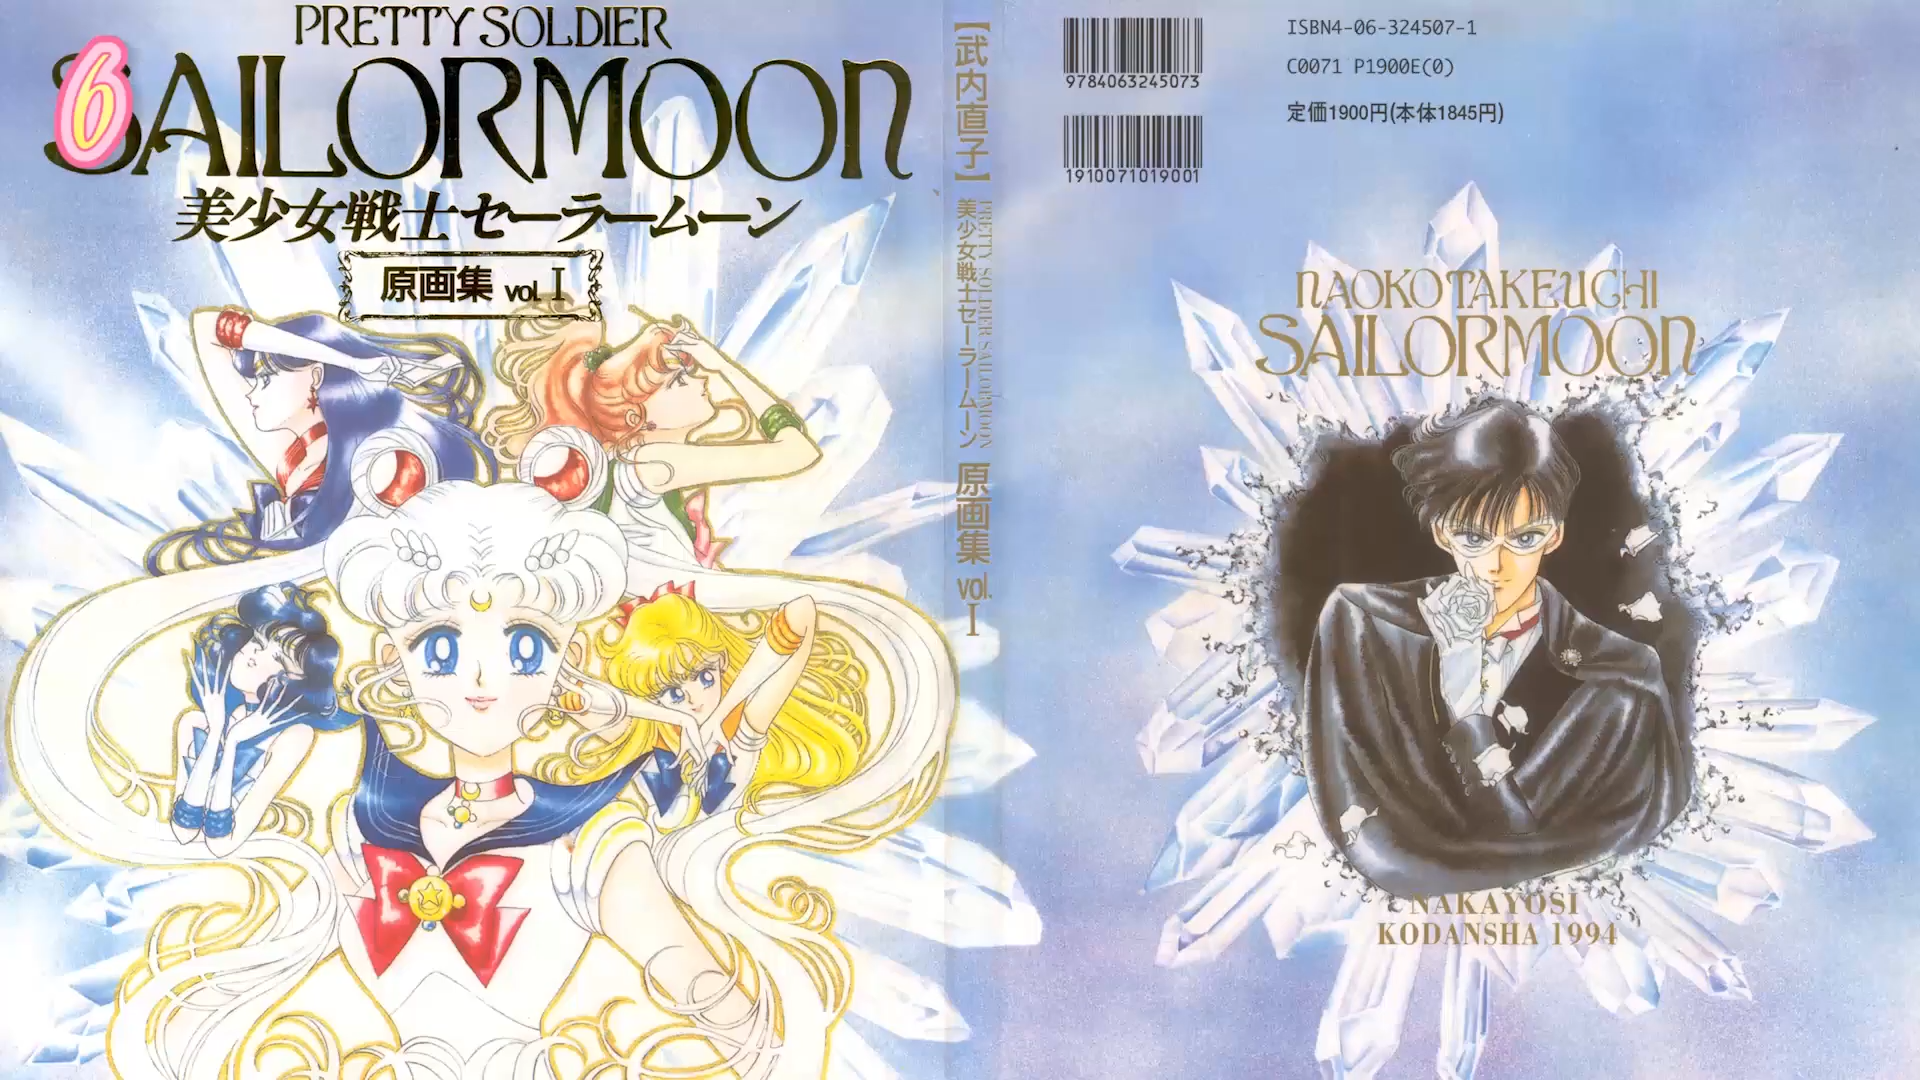 PRETTY SOLDIER
6
SAILORMOON
美少女戦士セーラームーン
原画集 vol. I
【武内直子】
美少女戦士セーラームーン
PRETTY SOLDIER SAILORMOON
原画集 vol. I
9784063245073
1910071019001
ISBN4-06-324507-1
C0071 P1900E(0)
定価1900円(本体1845円)
NAOKO TAKEUCHI
SAILORMOON
NAKAYOSI
KODANSHA 1994